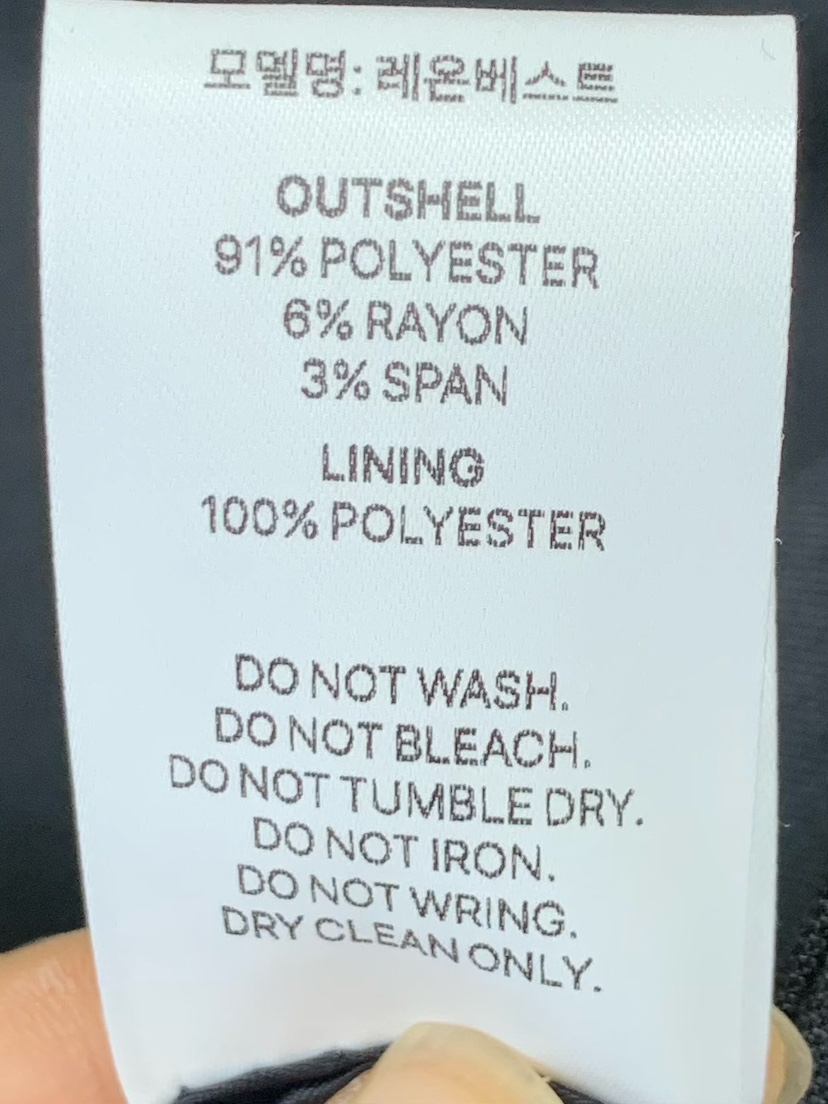 모델명: 레온베스트
OUTSHELL
91% POLYESTER
6% RAYON
3% SPAN
LINING
100% POLYESTER
DO NOT WASH.
DO NOT BLEACH.
DO NOT TUMBLE DRY.
DO NOT IRON.
DO NOT WRING.
DRY CLEAN ONLY.